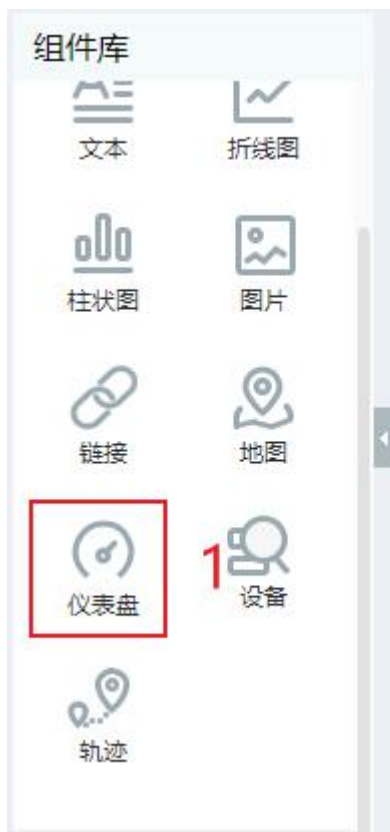 组件库
文本 折线图
柱状图 图片
链接 地图
仪表盘 1 设备
轨迹